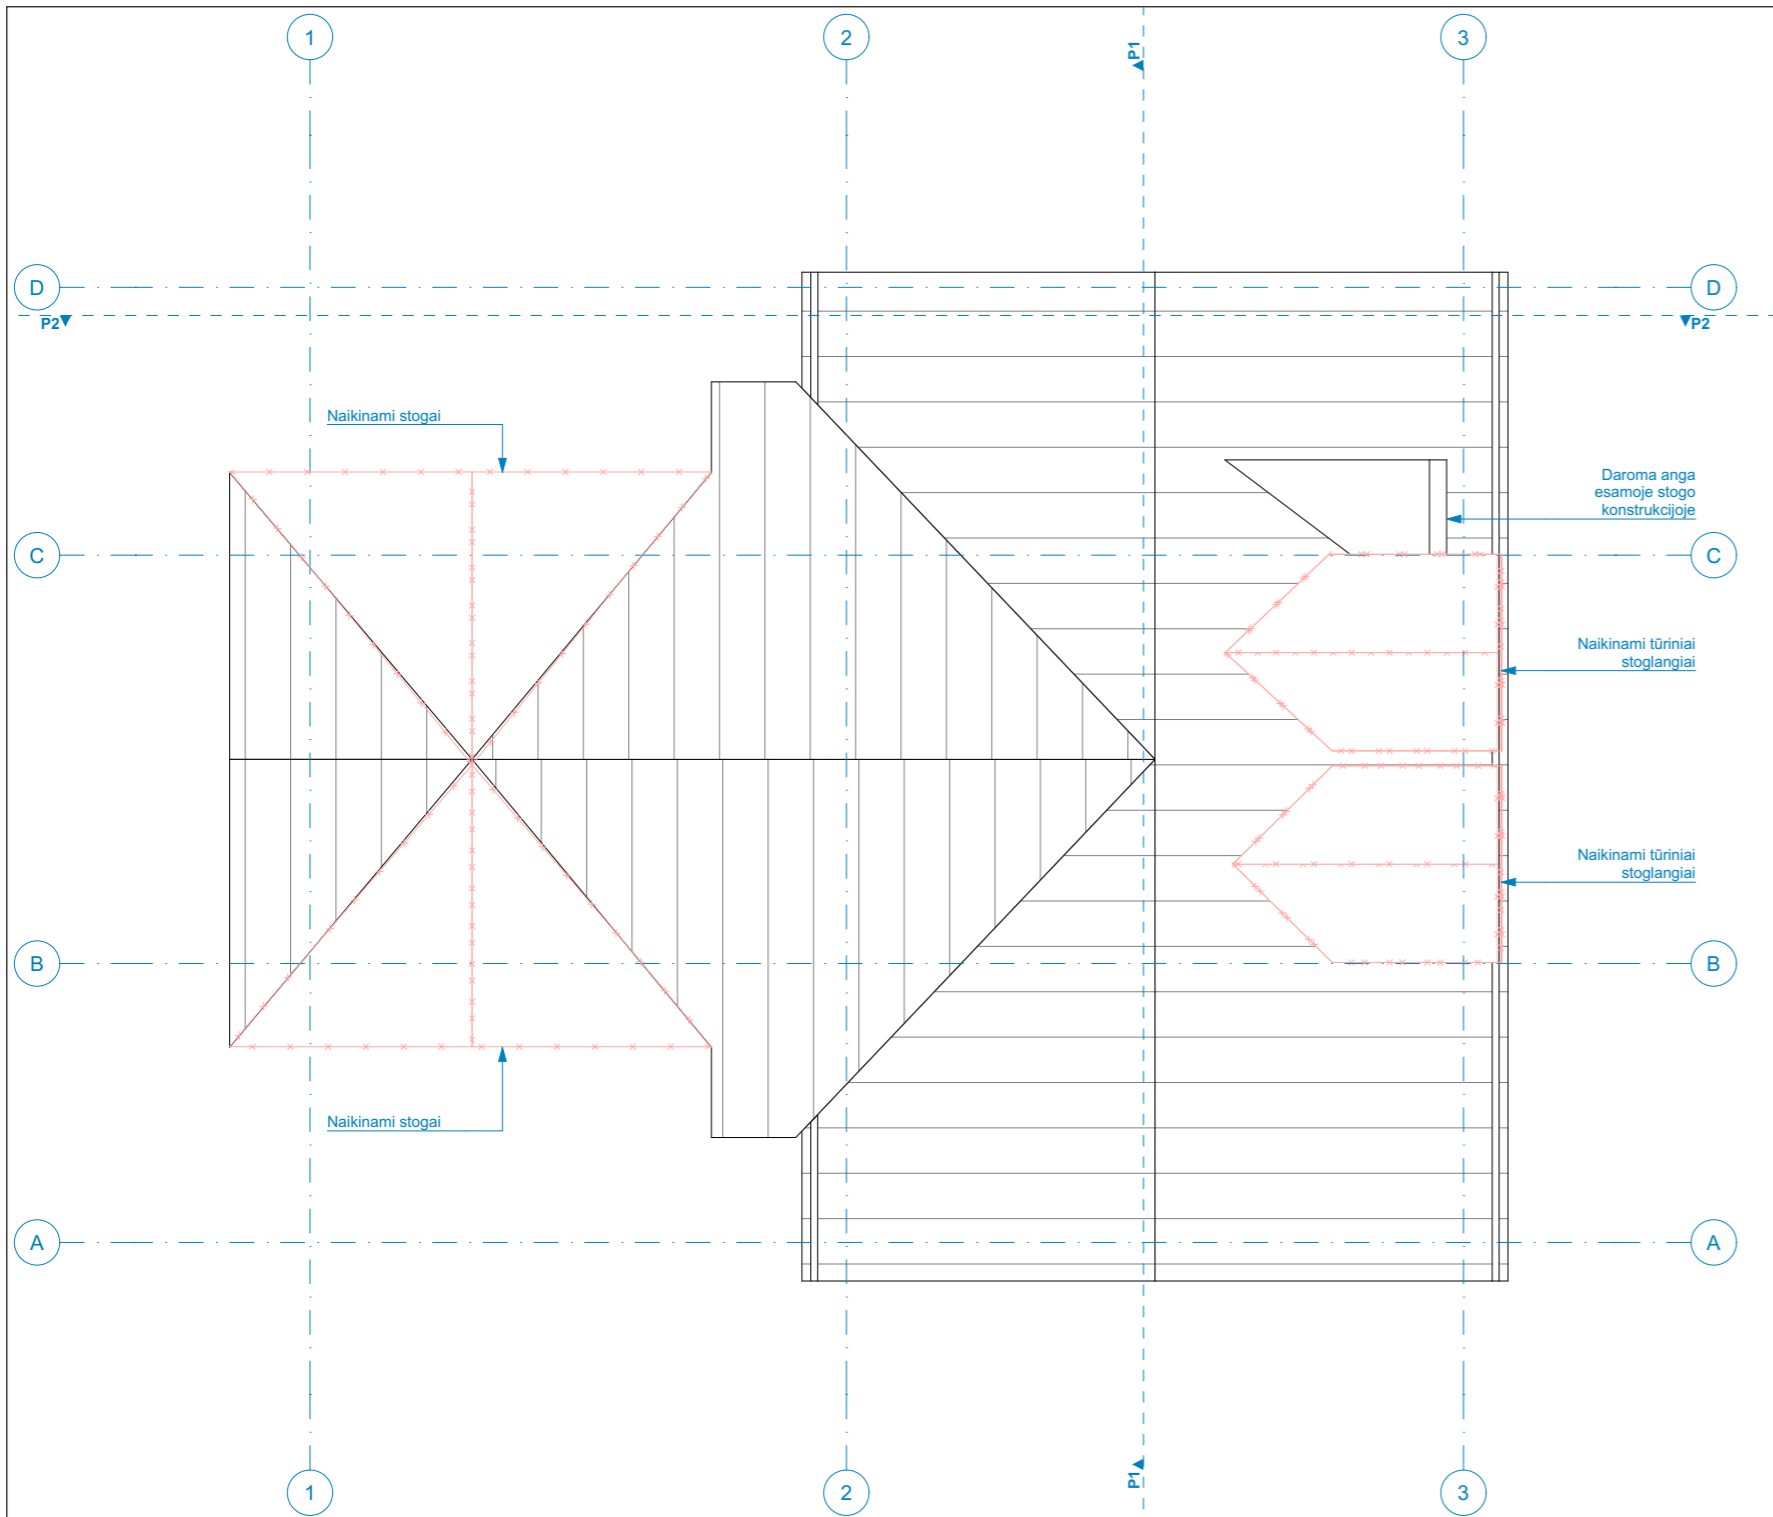 1
2
P1
3
D
D
P2
P2
Naikinami stogai
Daroma anga
esamoje stogo
konstrukcijoje
C
C
Naikinami tūriniai
stoglangiai
Naikinami tūriniai
stoglangiai
B
B
Naikinami stogai
A
A
P1
1
2
3